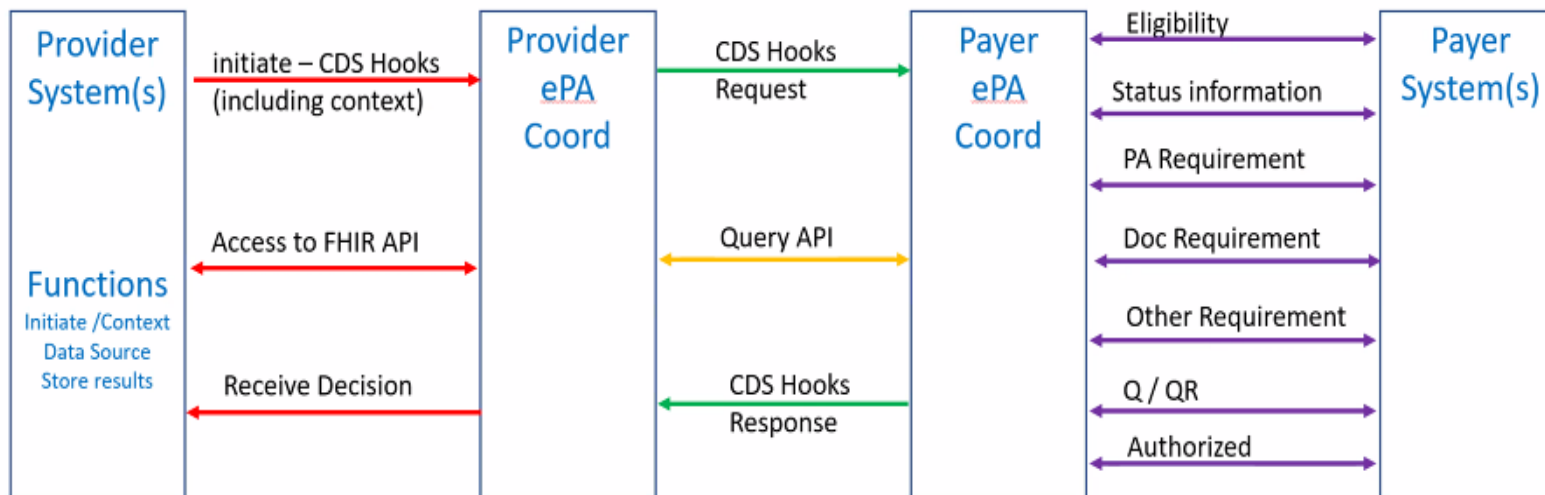 Provider
System(s)
Functions
Initiate /Context
Data Source
Store results
initiate – CDS Hooks
(including context)
Access to FHIR API
Receive Decision
Provider
ePA
Coord
CDS Hooks
Request
Query API
CDS Hooks
Response
Payer
ePA
Coord
Eligibility
Status information
PA Requirement
Doc Requirement
Other Requirement
Q / QR
Authorized
Payer
System(s)